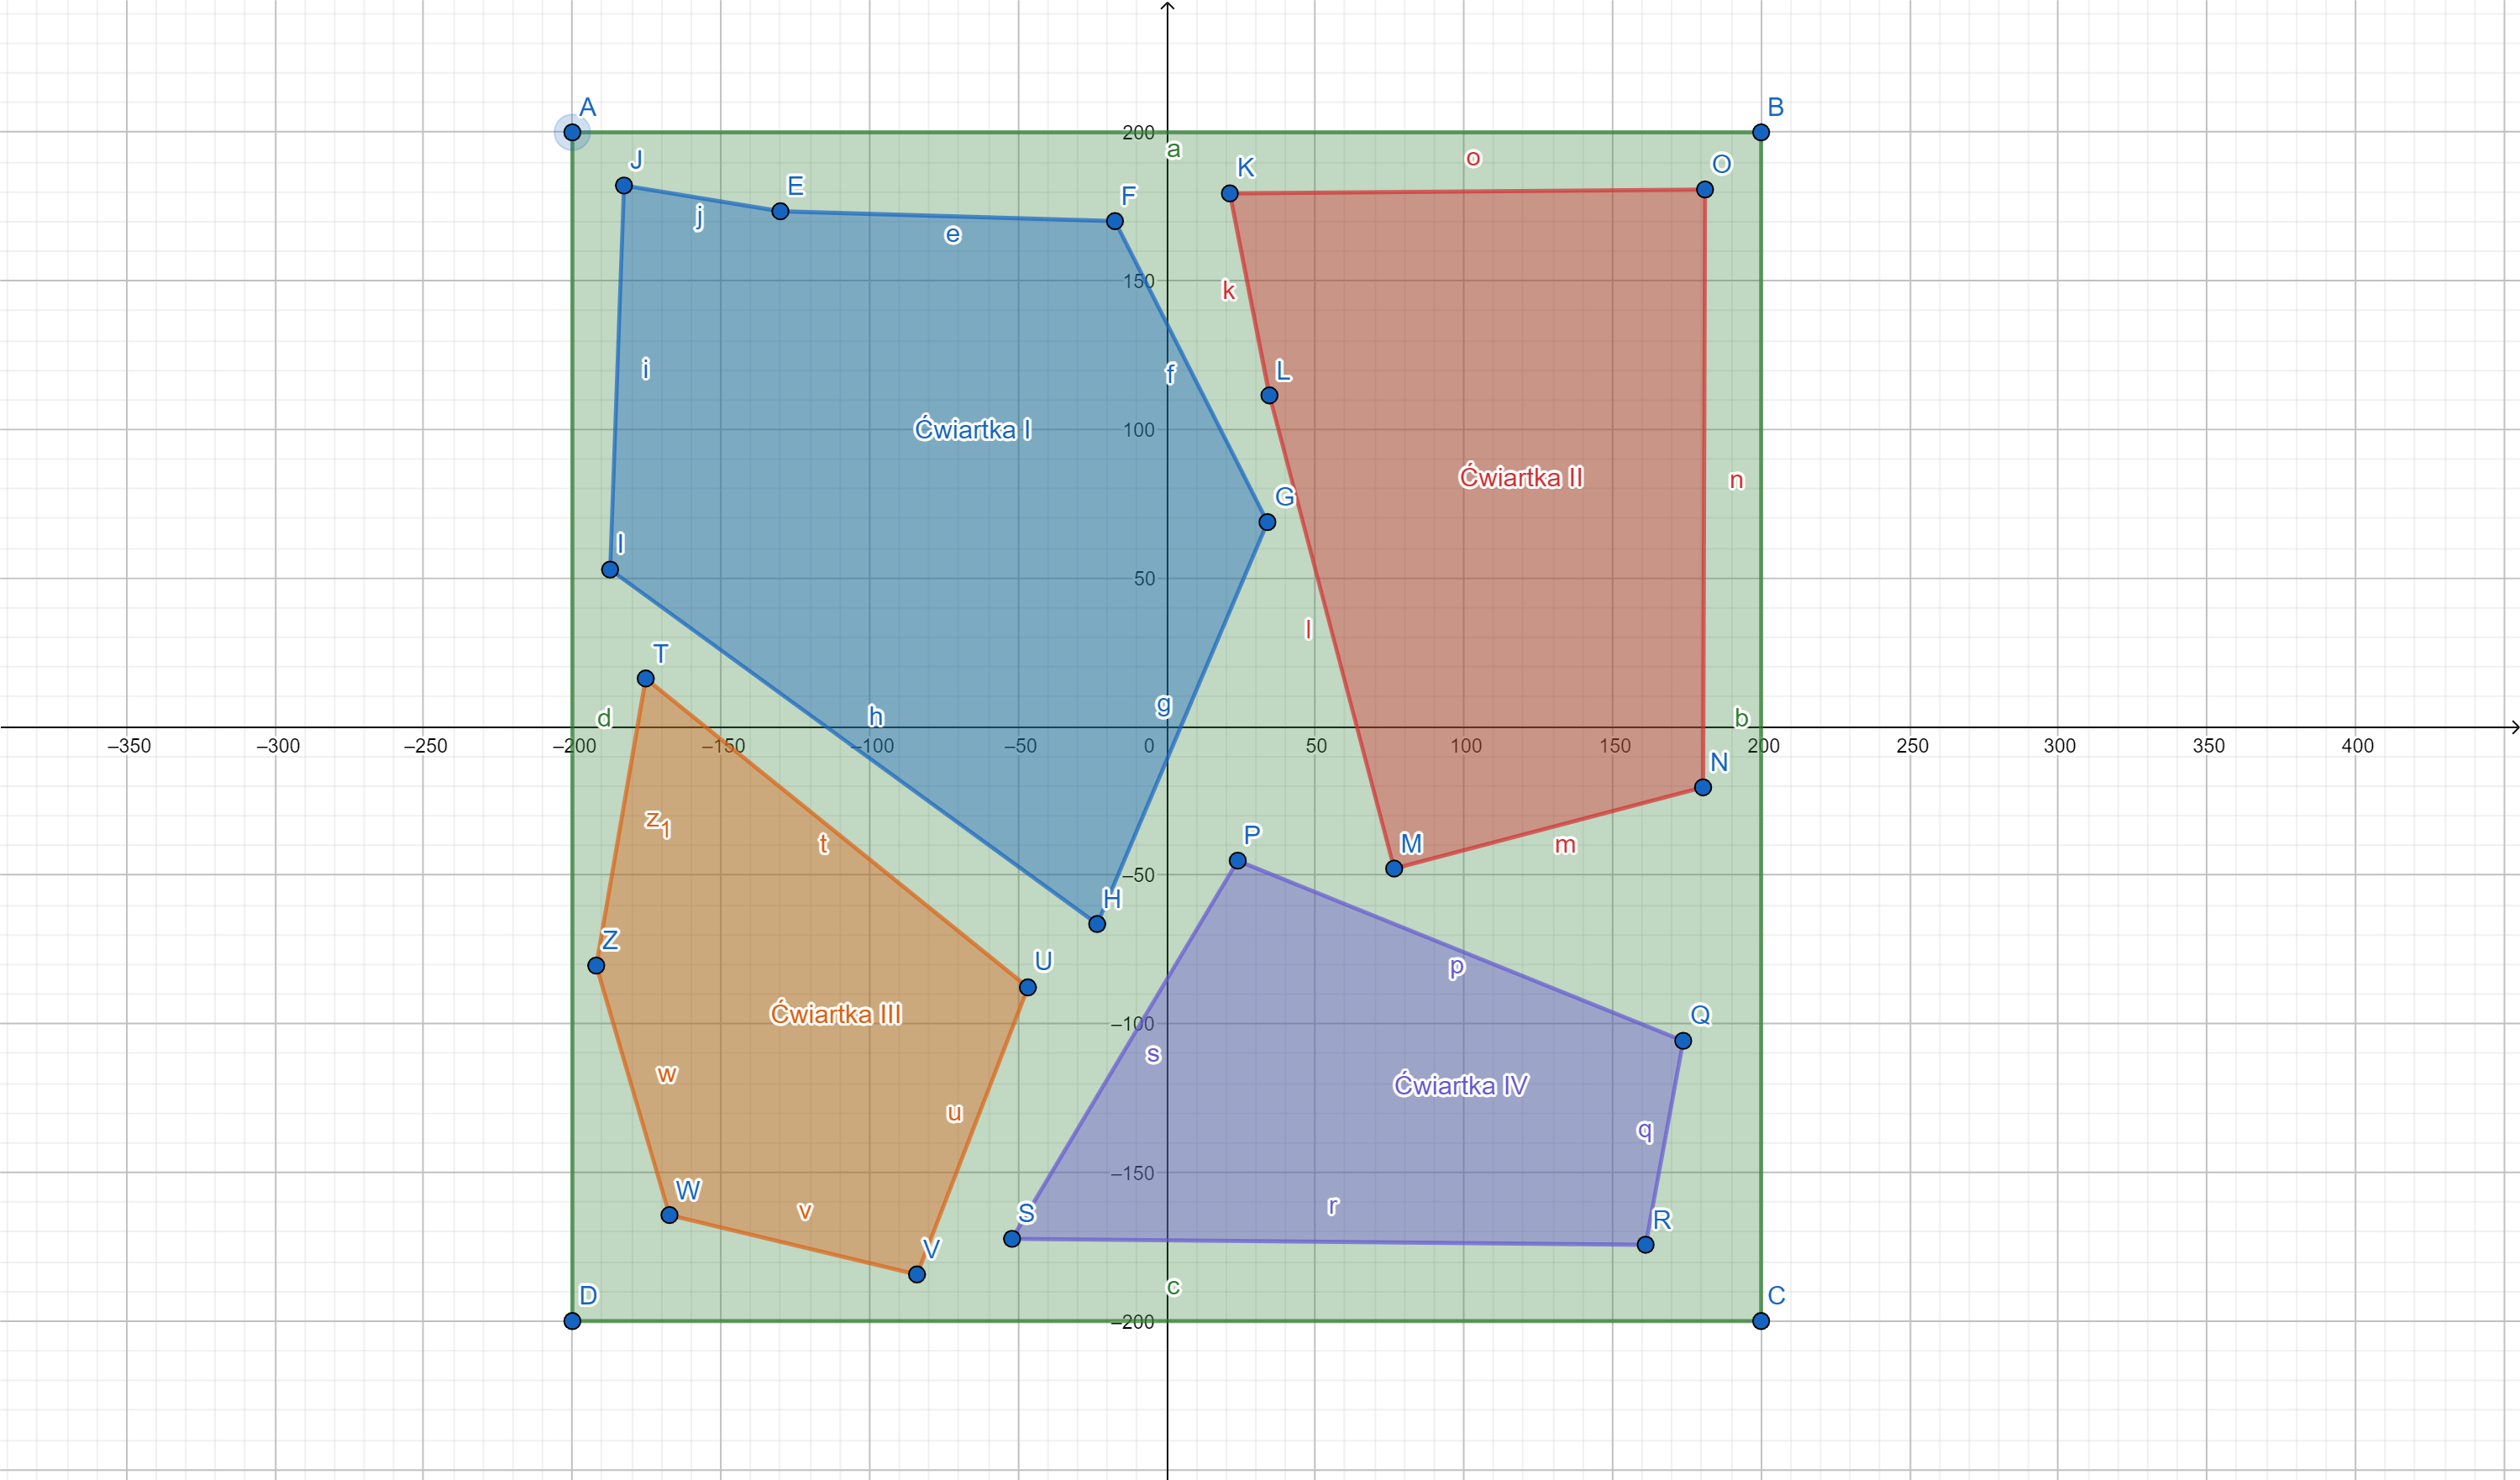 A
B
200
a
J
E
F
K
o
O
j
e
150
k
i
f
L
Ćwiartka I
100
Ćwiartka II
n
G
I
50
l
T
d
h
g
0
b
–350
–300
–250
–200
–150
–100
–50
50
100
150
200
250
300
350
400
N
z1
t
P
M
m
–50
H
Z
U
p
Ćwiartka III
–100
Q
s
w
u
Ćwiartka IV
q
–150
W
v
S
r
R
V
D
c
C
–200